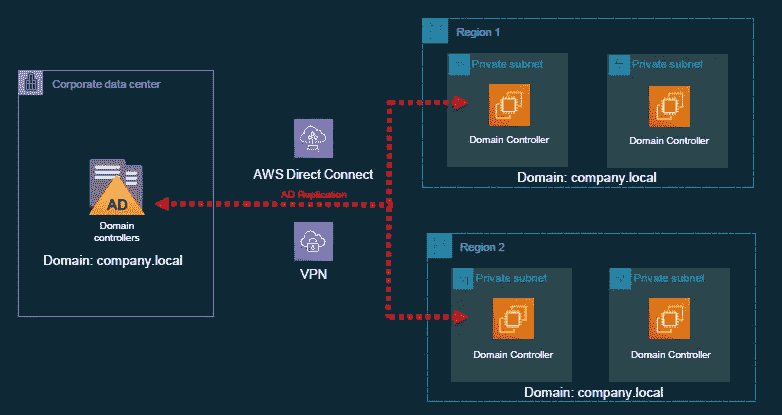 Corporate data center
AD
Domain
controllers
Domain: company.local
AWS Direct Connect
AD Replication
VPN
Region 1
Private subnet
Domain Controller
Private subnet
Domain Controller
Domain: company.local
Region 2
Private subnet
Domain Controller
Private subnet
Domain Controller
Domain: company.local